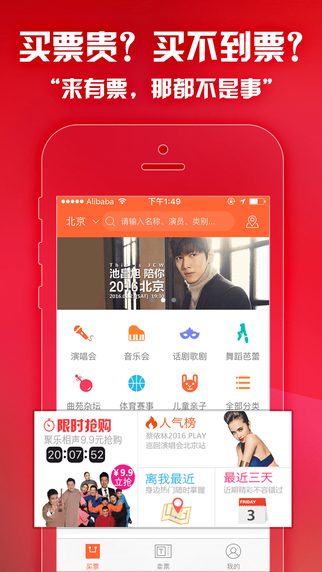 买票贵？买不到票？
“来有票，那都不是事”
Alibaba
下午1:49
北京
请输入名称、演员、类别...
Thanks JCW
池昌旭 陪你
2016北京
演唱会
音乐会
话剧歌剧
舞蹈芭蕾
曲苑杂坛
体育赛事
儿童亲子
全部分类
限时抢购
聚乐相声9.9元抢购
20:07:52
¥9.9
立抢
人气榜
蔡依林2016 PLAY
巡回演唱会北京站
离我最近
身边热门随时掌握
最近三天
近期精彩不容错过
Friday
3
买票
卖票
我的